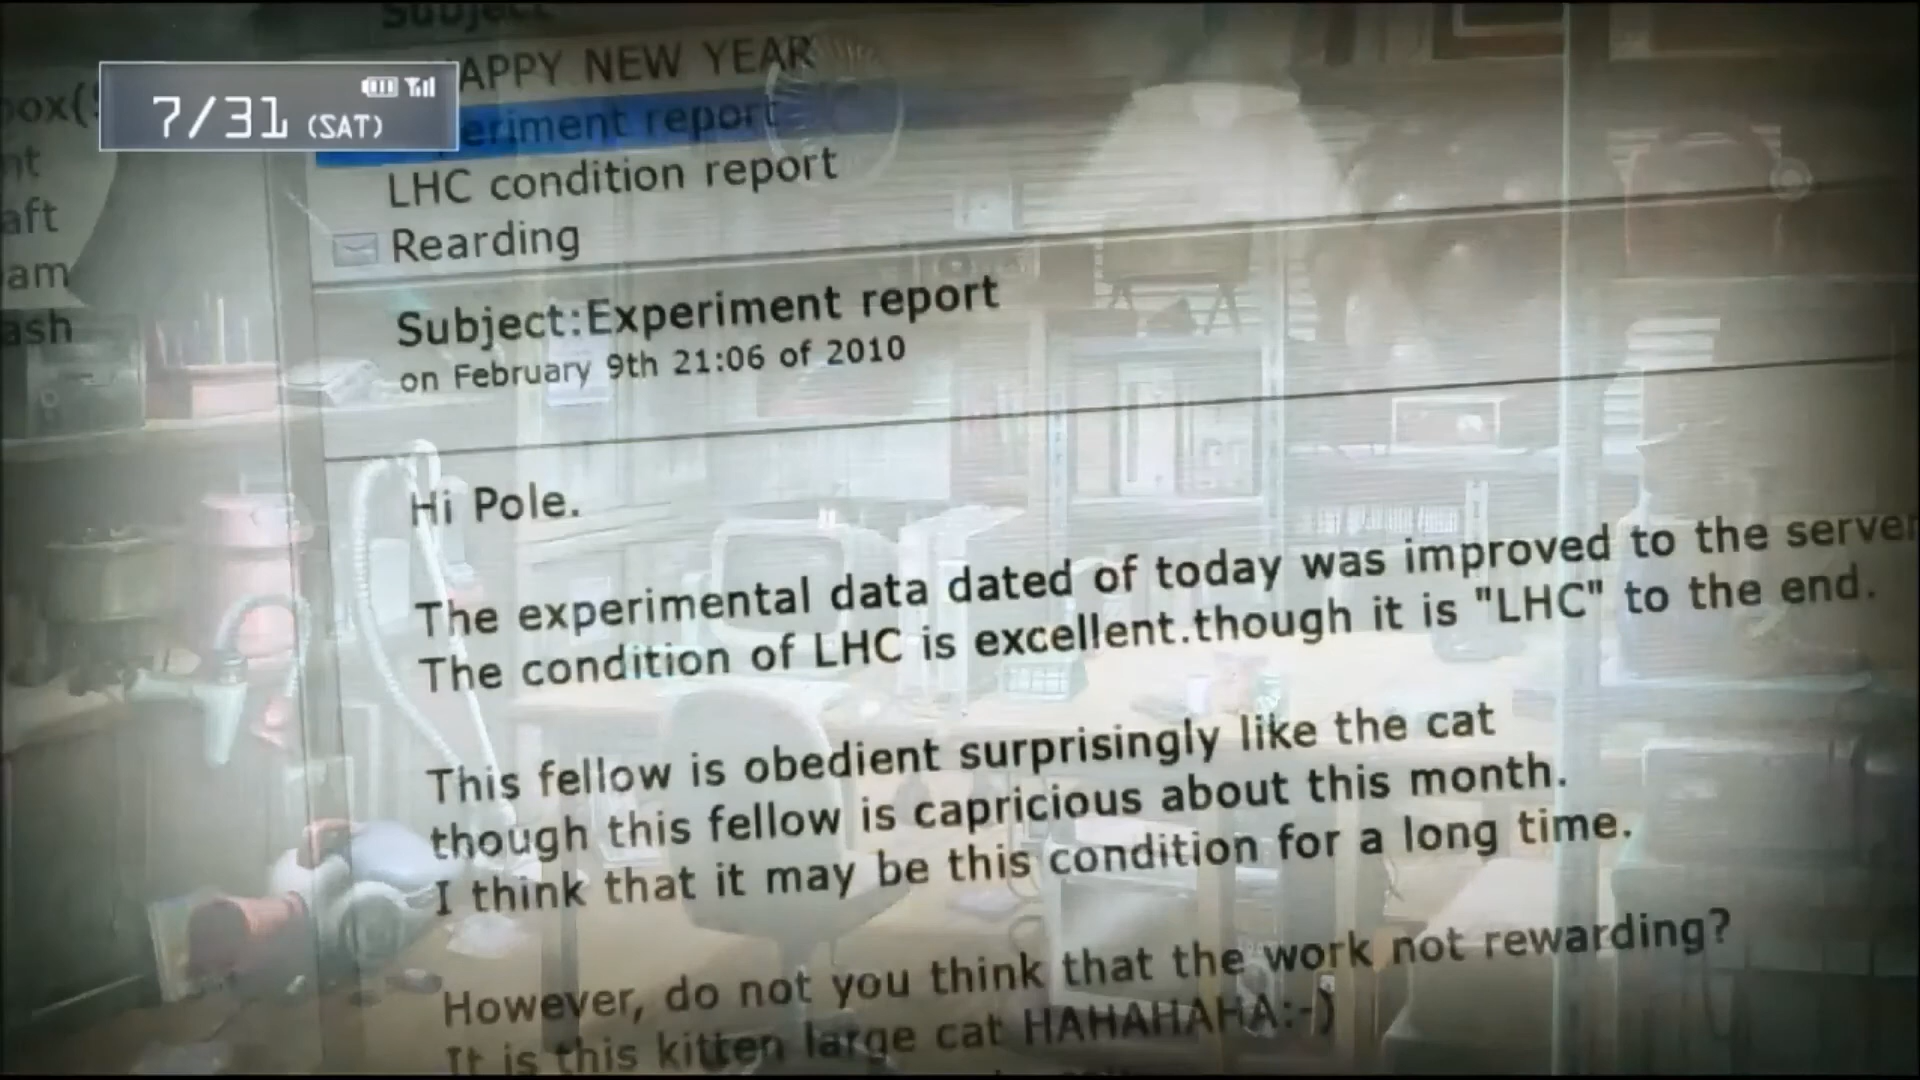 Subject
7/31 (SAT)
APPY NEW YEAR
eriment report
LHC condition report
Rearding
box(
nt
aft
am
ash
Subject:Experiment report
on February 9th 21:06 of 2010
Hi Pole.
The experimental data dated of today was improved to the server
The condition of LHC is excellent.though it is "LHC" to the end.
This fellow is obedient surprisingly like the cat
though this fellow is capricious about this month.
I think that it may be this condition for a long time.
However, do not you think that the work not rewarding?
It is this kitten large cat HAHAHAHA:-)